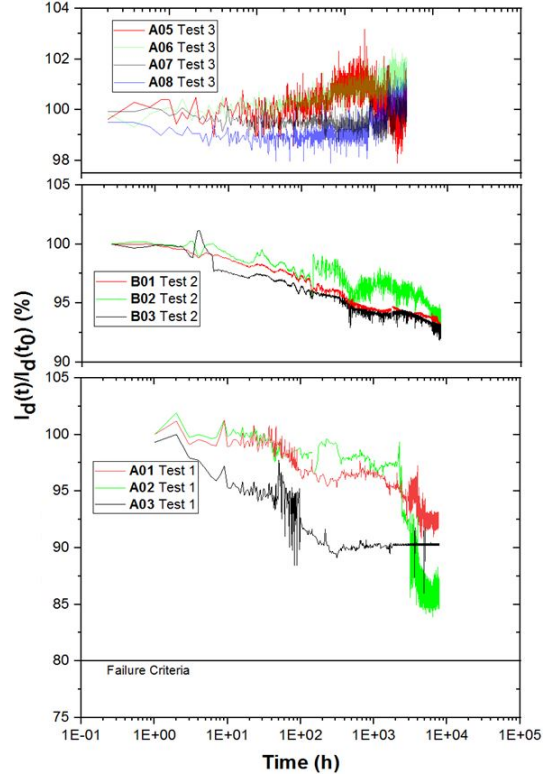 104
102
100
98
A05 Test 3
A06 Test 3
A07 Test 3
A08 Test 3
105
100
95
90
B01 Test 2
B02 Test 2
B03 Test 2
Id(t)/Id(t0) (%)
105
100
95
90
85
80
75
A01 Test 1
A02 Test 1
A03 Test 1
Failure Criteria
1E-01 1E+00 1E+01 1E+02 1E+03 1E+04 1E+05
Time (h)